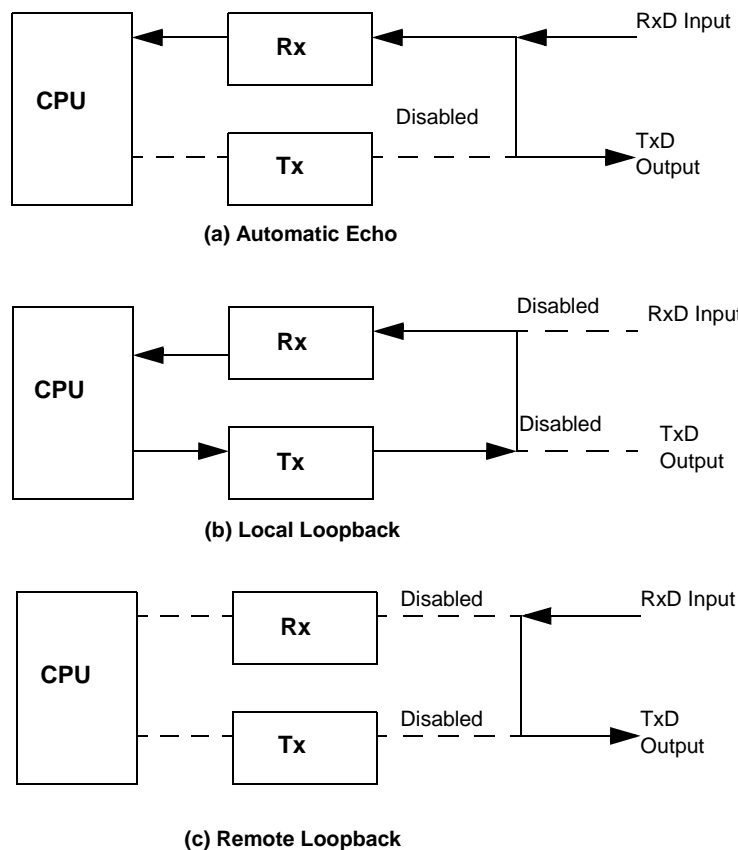 RxD Input
Rx
CPU
Disabled
TxD
Output
Tx
(a) Automatic Echo
Disabled
RxD Input
Rx
CPU
Disabled
TxD
Output
Tx
(b) Local Loopback
Disabled
RxD Input
Rx
CPU
Disabled
TxD
Output
Tx
(c) Remote Loopback